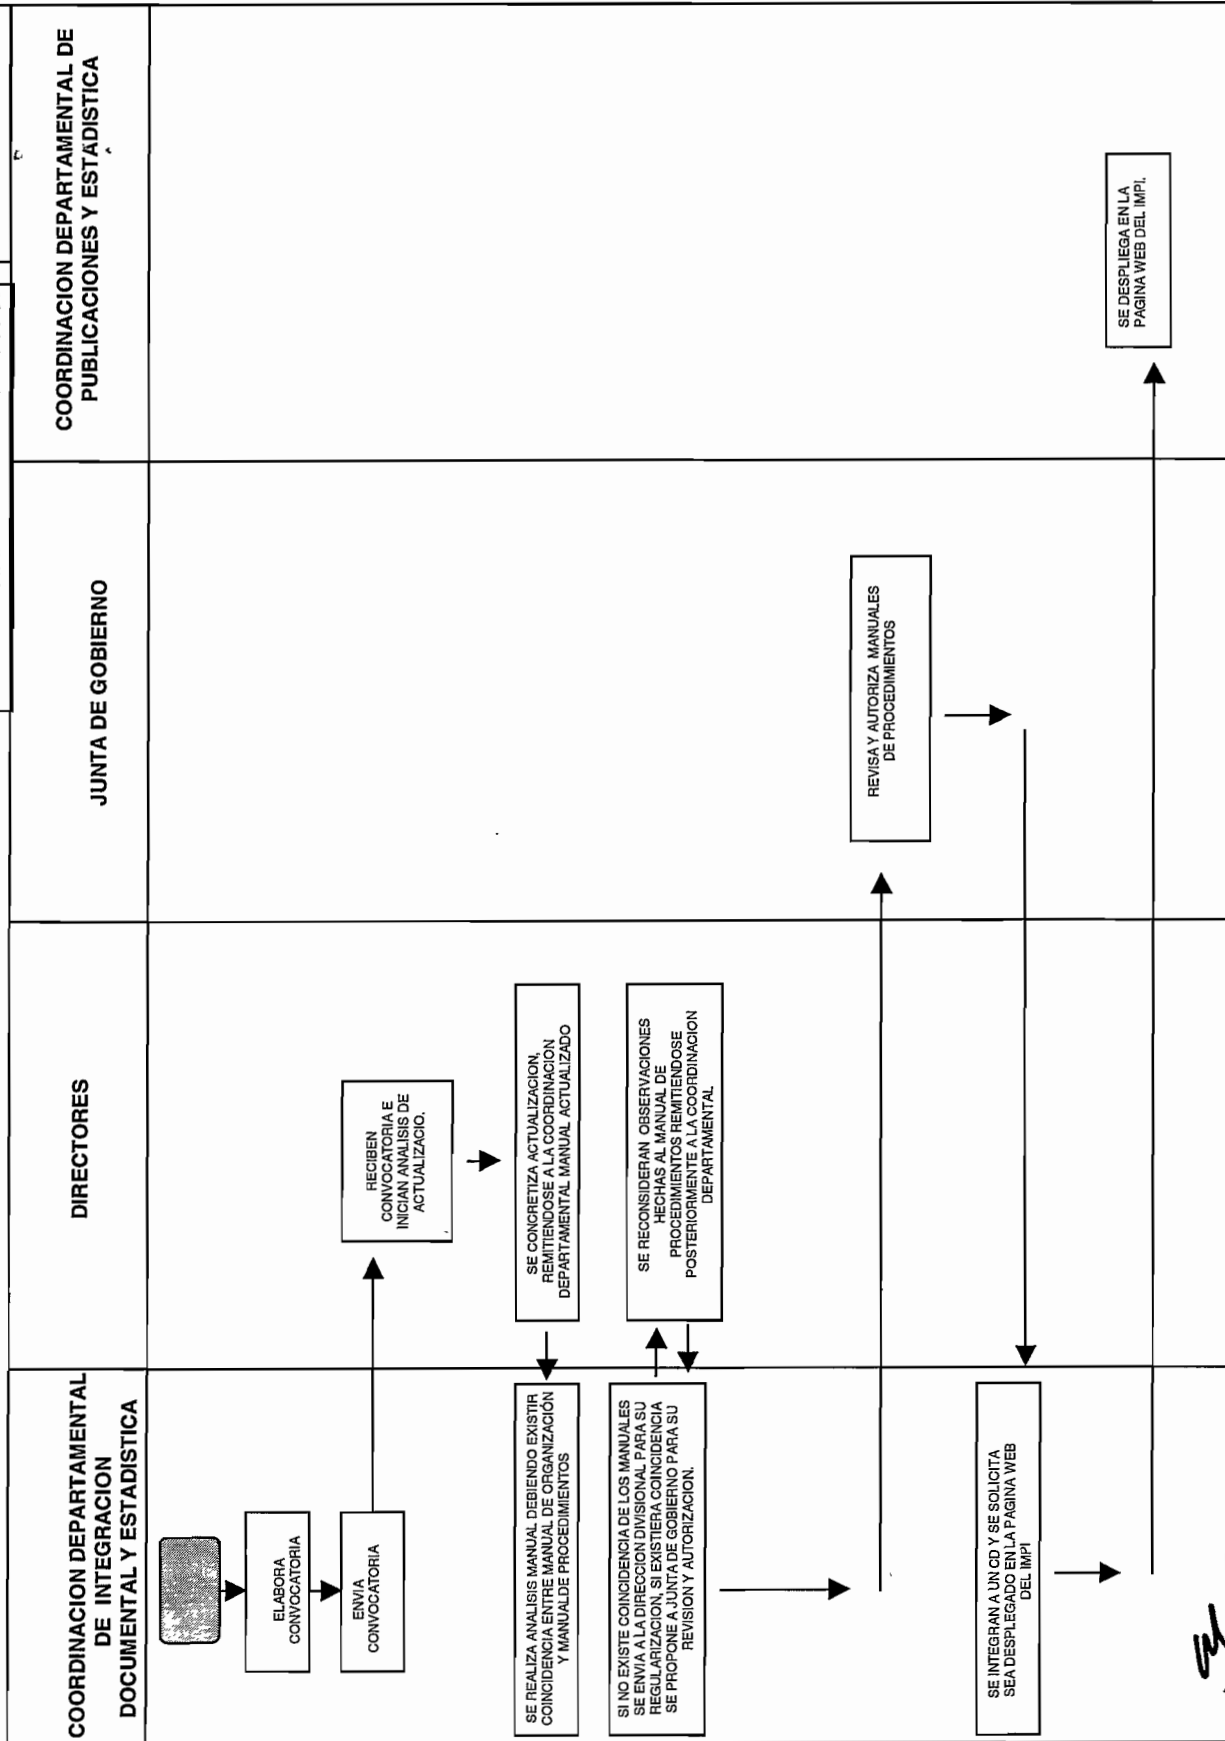 COORDINACION DEPARTAMENTAL
DE INTEGRACION
DOCUMENTAL Y ESTADISTICA
DIRECTORES
JUNTA DE GOBIERNO
COORDINACION DEPARTAMENTAL DE
PUBLICACIONES Y ESTADISTICA
ELABORA
CONVOCATORIA
ENVIA
CONVOCATORIA
RECIBEN
CONVOCATORIA E
INICIAN ANALISIS DE
ACTUALIZACIO.
SE CONCRETIZA ACTUALIZACION,
REMITIENDOSE A LA COORDINACION
DEPARTAMENTAL MANUAL ACTUALIZADO
SE REALIZA ANALISIS MANUAL DEBIENDO EXISTIR
COINCIDENCIA ENTRE MANUAL DE ORGANIZACIÓN
Y MANUALDE PROCEDIMIENTOS
SI NO EXISTE COINCIDENCIA DE LOS MANUALES
SE ENVIA A LA DIRECCION DIVISIONAL PARA SU
REGULARIZACION, SI EXISTIERA COINCIDENCIA
SE PROPONE A JUNTA DE GOBIERNO PARA SU
REVISION Y AUTORIZACION.
SE RECONSIDERAN OBSERVACIONES
HECHAS AL MANUAL DE
PROCEDIMIENTOS REMITIENDOSE
POSTERIORMENTE A LA COORDINACION
DEPARTAMENTAL
REVISA Y AUTORIZA MANUALES
DE PROCEDIMIENTOS
SE INTEGRAN A UN CD Y SE SOLICITA
SEA DESPLEGADO EN LA PAGINA WEB
DEL IMPI
SE DESPLIEGA EN LA
PAGINA WEB DEL IMPI.